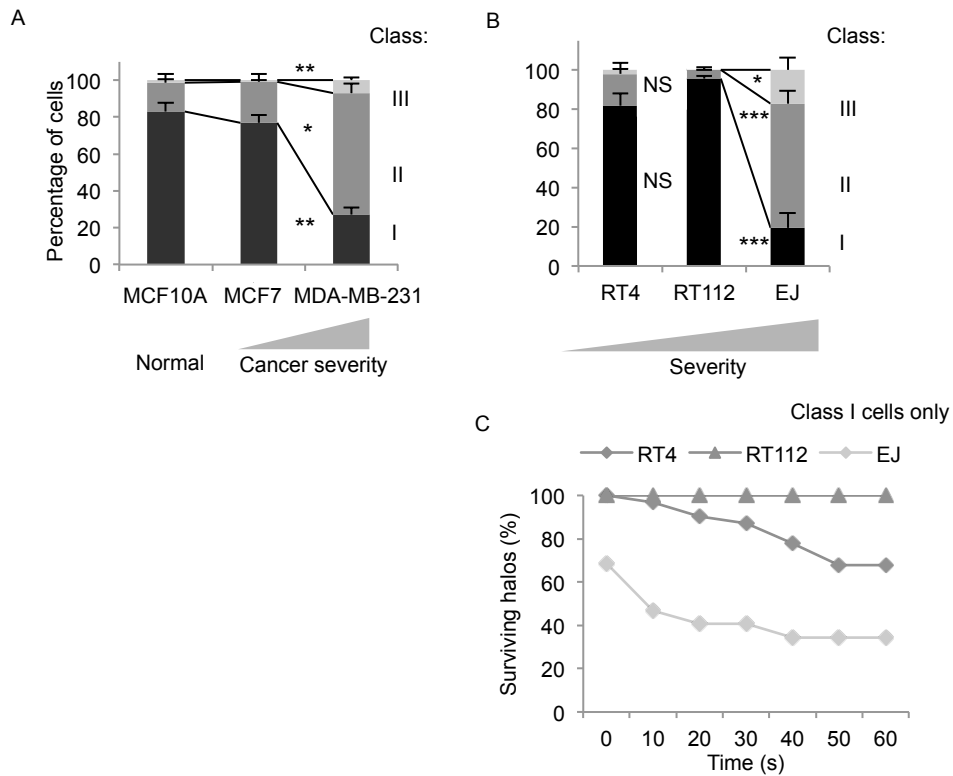 A
Class:
Percentage of cells
100
80
60
40
20
0
**
*
**
III
II
I
MCF10A MCF7 MDA-MB-231
Normal
Cancer severity
B
Class:
100
80
60
40
20
0
NS
NS
*
***
***
III
II
I
RT4 RT112 EJ
Severity
C
Class I cells only
RT4 RT112 EJ
Surviving halos (%)
100
80
60
40
20
0
0 10 20 30 40 50 60
Time (s)